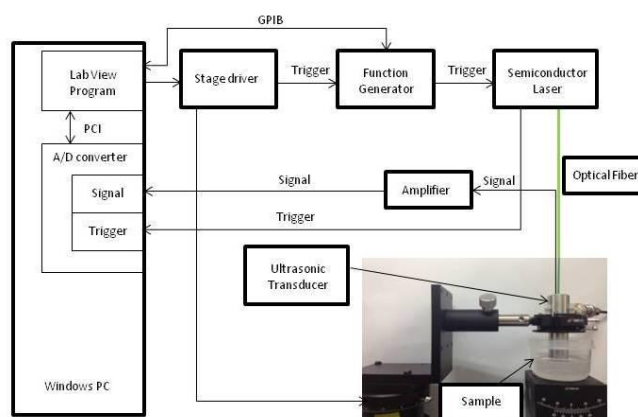 GPIB
Lab View
Program
Stage driver
Trigger
Function
Generator
Trigger
Semiconductor
Laser
PCI
A/D converter
Signal
Trigger
Signal
Amplifier
Signal
Optical Fiber
Trigger
Ultrasonic
Transducer
Sample
Windows PC